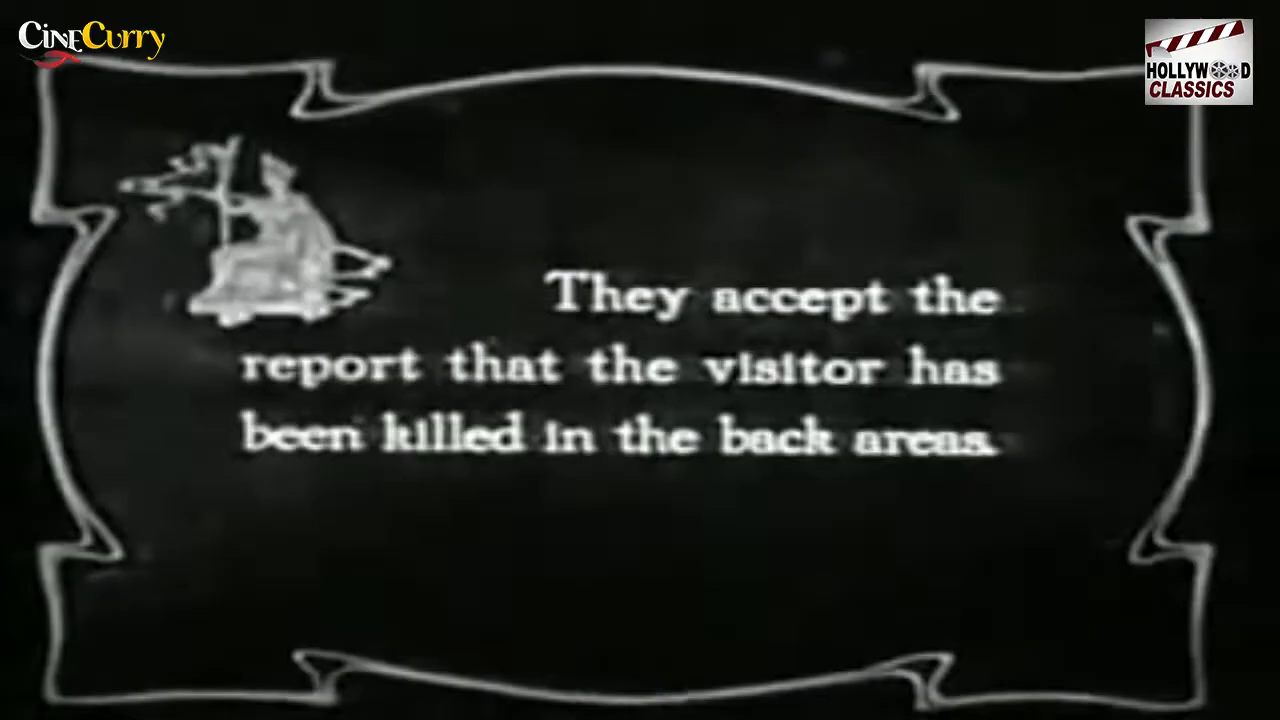 CINECURRY
HOLLYWOOD
CLASSICS
They accept the
report that the visitor has
been killed in the back areas.